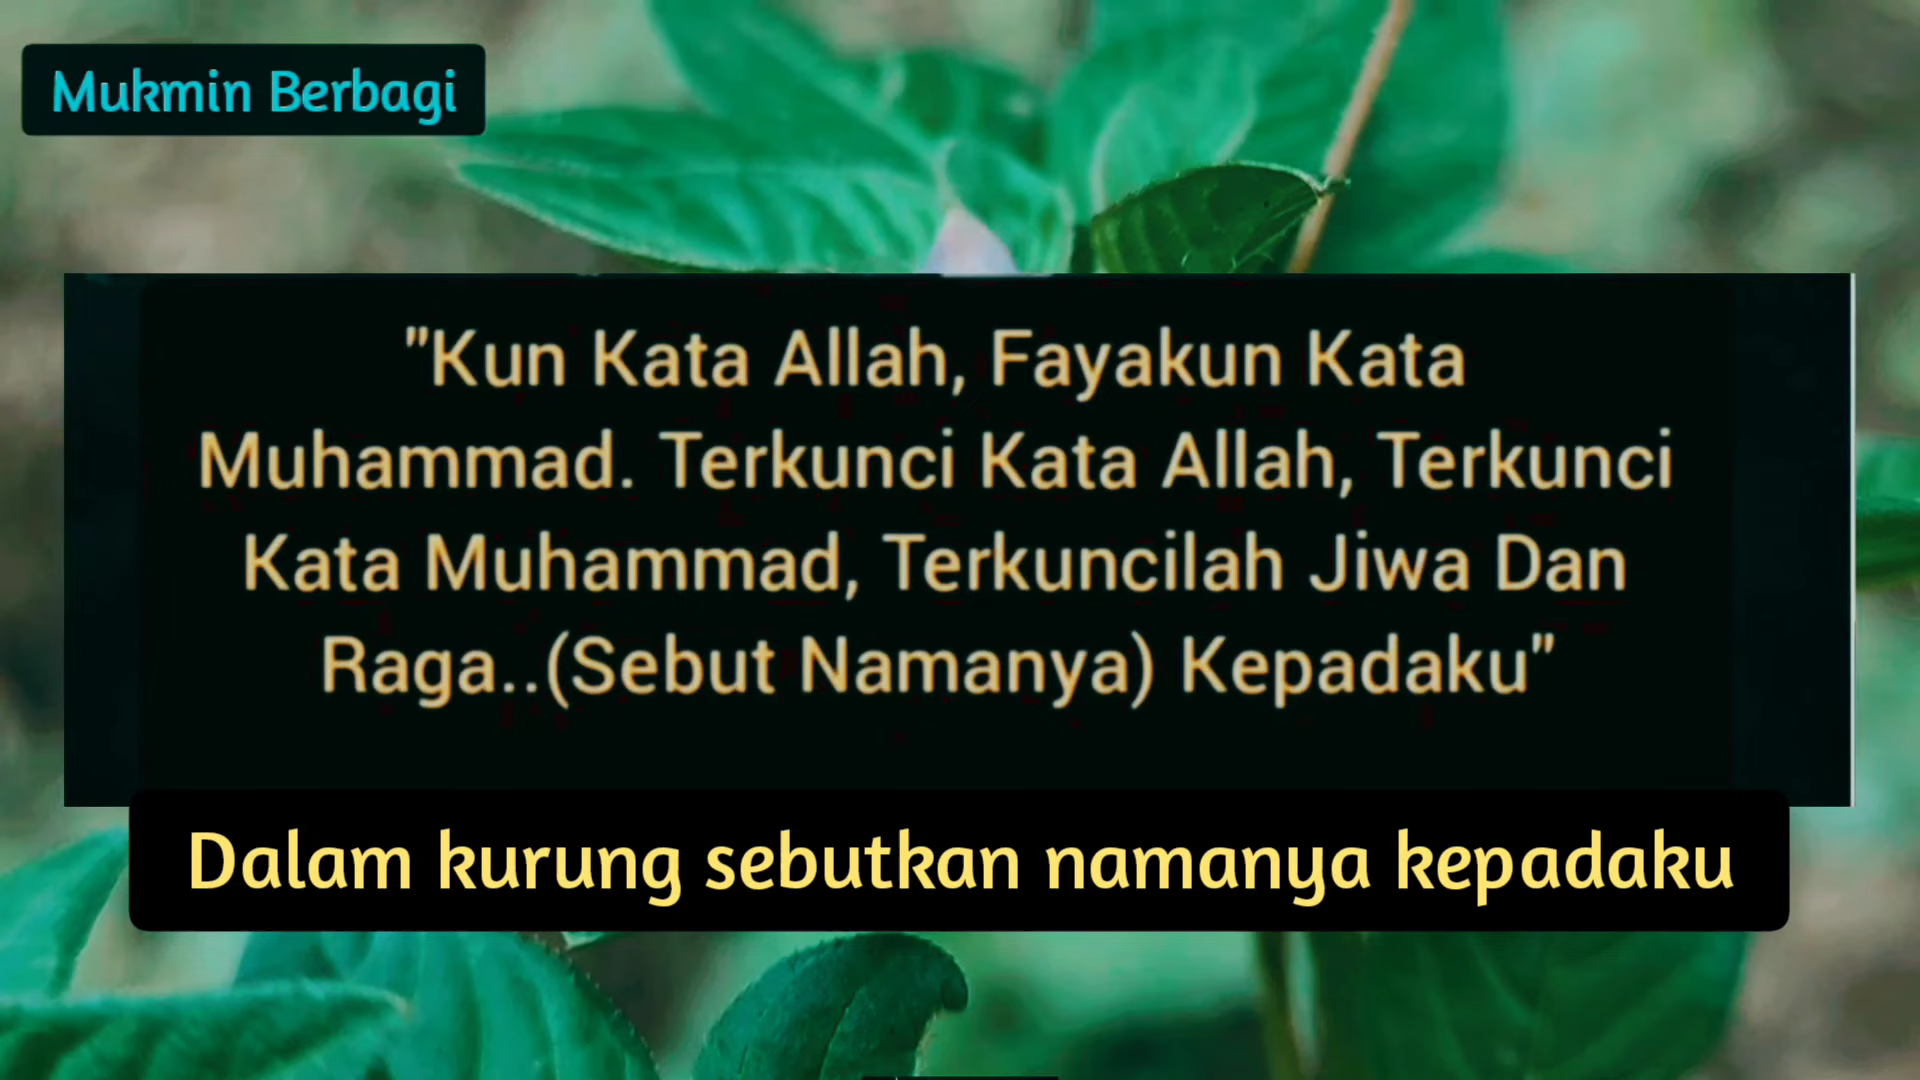 Mukmin Berbagi
"Kun Kata Allah, Fayakun Kata
Muhammad. Terkunci Kata Allah, Terkunci
Kata Muhammad, Terkuncilah Jiwa Dan
Raga..(Sebut Namanya) Kepadaku"
Dalam kurung sebutkan namanya kepadaku